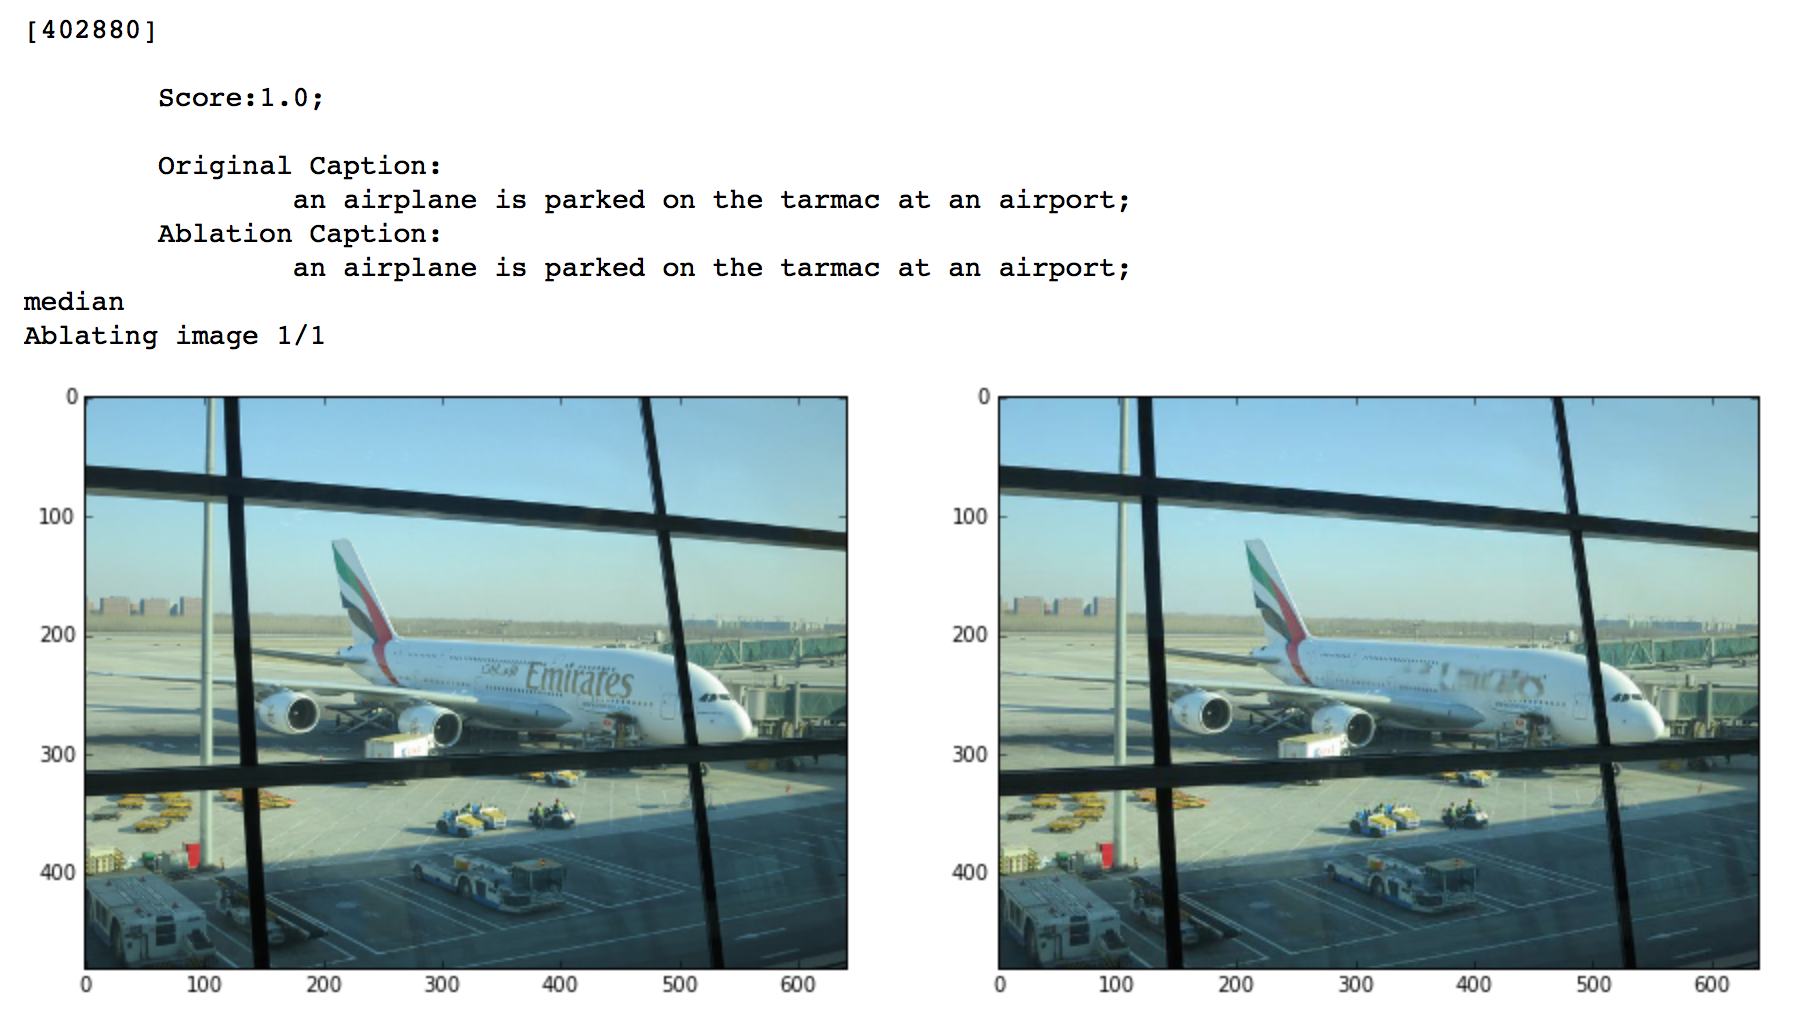 [402880]
Score:1.0;
Original Caption:
an airplane is parked on the tarmac at an airport;
Ablation Caption:
an airplane is parked on the tarmac at an airport;
median
Ablating image 1/1
0
100
200
300
400
0 100 200 300 400 500 600
Emirates
0
100
200
300
400
0 100 200 300 400 500 600